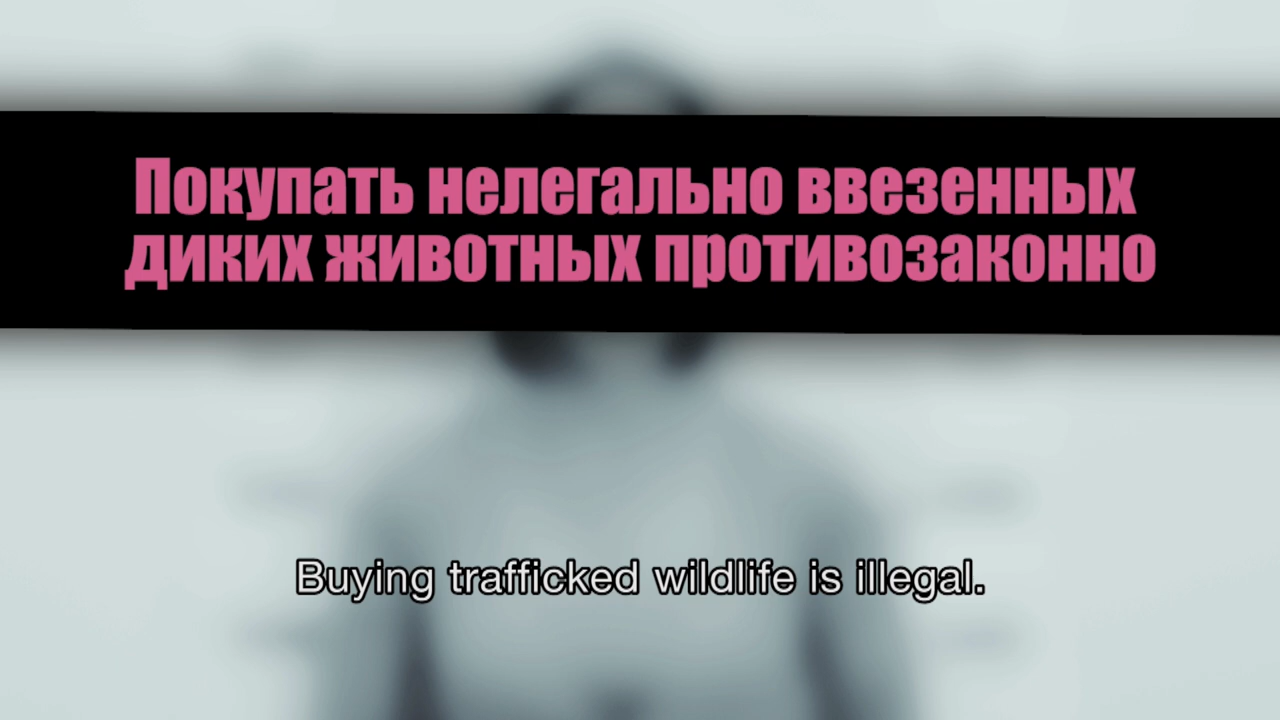 Покупать нелегально ввезенных
диких животных противозаконно
Buying trafficked wildlife is illegal.